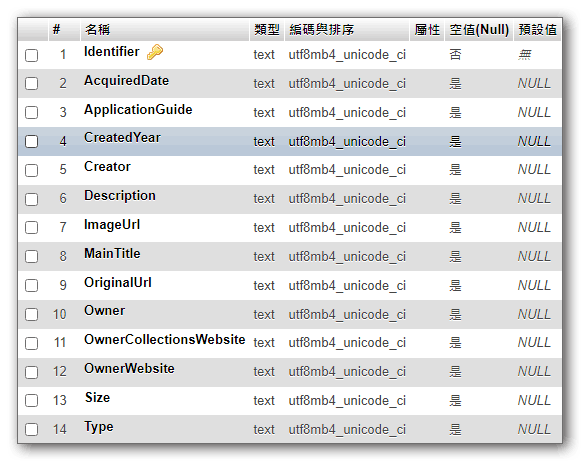 # 名稱 類型 編碼與排序 屬性 空值(Null) 預設值
1 Identifier text utf8mb4_unicode_ci 否 無
2 AcquiredDate text utf8mb4_unicode_ci 是 NULL
3 ApplicationGuide text utf8mb4_unicode_ci 是 NULL
4 CreatedYear text utf8mb4_unicode_ci 是 NULL
5 Creator text utf8mb4_unicode_ci 是 NULL
6 Description text utf8mb4_unicode_ci 是 NULL
7 ImageUrl text utf8mb4_unicode_ci 是 NULL
8 MainTitle text utf8mb4_unicode_ci 是 NULL
9 OriginalUrl text utf8mb4_unicode_ci 是 NULL
10 Owner text utf8mb4_unicode_ci 是 NULL
11 OwnerCollectionsWebsite text utf8mb4_unicode_ci 是 NULL
12 OwnerWebsite text utf8mb4_unicode_ci 是 NULL
13 Size text utf8mb4_unicode_ci 是 NULL
14 Type text utf8mb4_unicode_ci 是 NULL